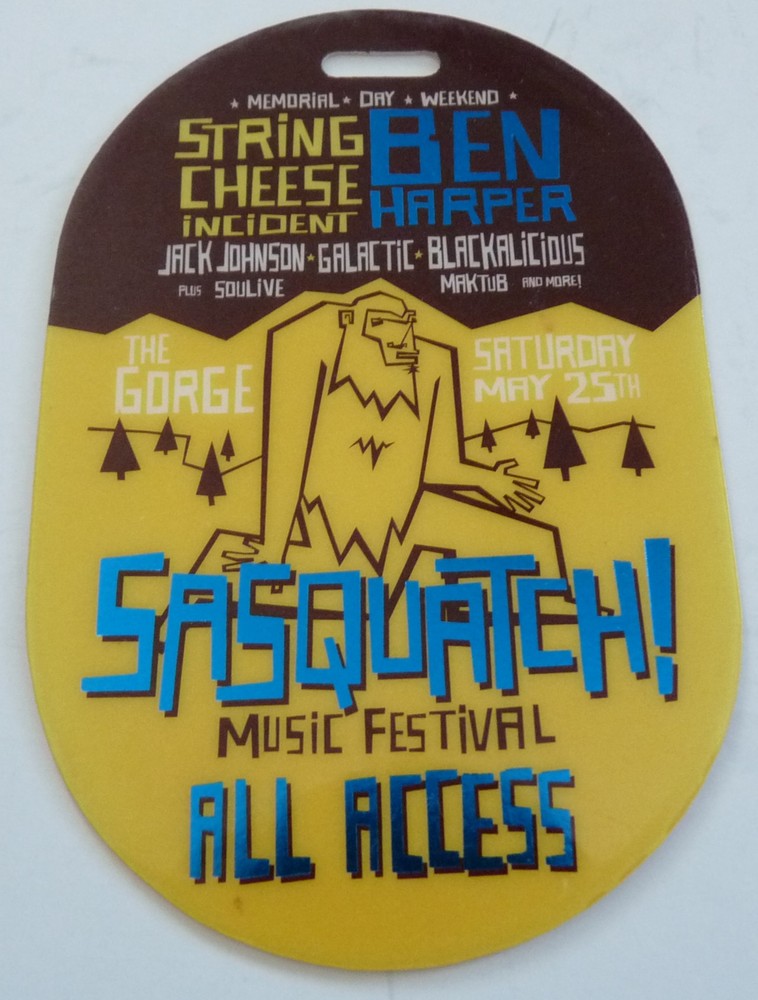 ★ MEMORIAL ★ DAY ★ WEEKEND ★
STRiNG
CHEESE
iNCiDENT
BEN
HARPER
JACK JOHNSON ★ GALACTiC ★ BLACKALiCiOUS
PLUS SOULiVE MAKTUB AND MORE!
THE
GORGE
SATURDAY
MAY 25TH
SASQUATCH!
MUSiC FESTiVAL
ALL ACCESS